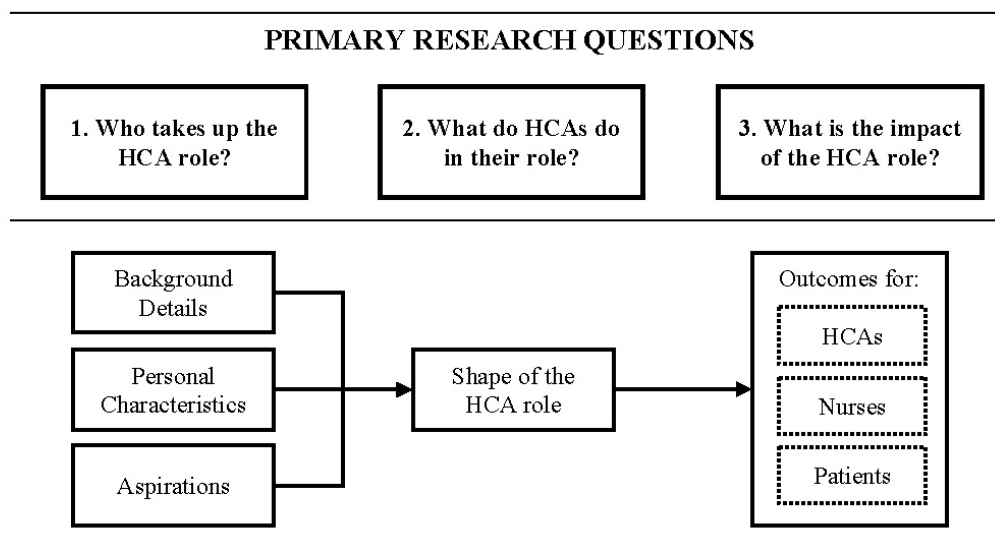 PRIMARY RESEARCH QUESTIONS
1. Who takes up the
HCA role?
2. What do HCAs do
in their role?
3. What is the impact
of the HCA role?
Background
Details
Personal
Characteristics
Aspirations
Shape of the
HCA role
Outcomes for:
HCAs
Nurses
Patients